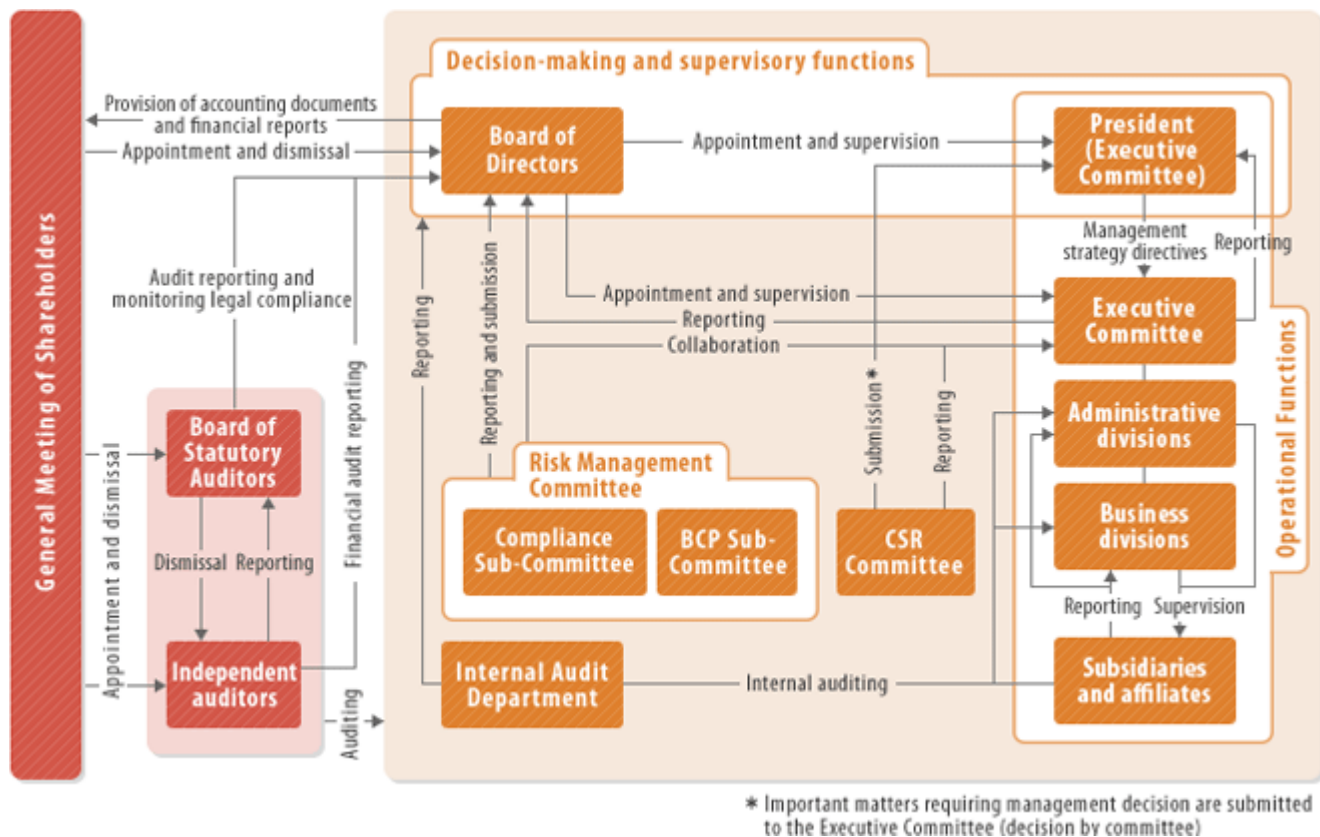 General Meeting of Shareholders
Decision-making and supervisory functions
Provision of accounting documents
and financial reports
Appointment and dismissal
Board of
Directors
Appointment and supervision
President
(Executive
Committee)
Audit reporting and
monitoring legal compliance
Financial audit reporting
Reporting
Reporting and submission
Management
strategy directives
Reporting
Appointment and supervision
Reporting
Collaboration
Executive
Committee
Operational Functions
Appointment and dismissal
Board of
Statutory
Auditors
Dismissal
Reporting
Independent
auditors
Auditing
Risk Management
Committee
Compliance
Sub-Committee
BCP Sub-
Committee
Submission*
Reporting
CSR
Committee
Administrative
divisions
Business
divisions
Reporting
Supervision
Internal Audit
Department
Internal auditing
Subsidiaries
and affiliates
* Important matters requiring management decision are submitted
to the Executive Committee (decision by committee)